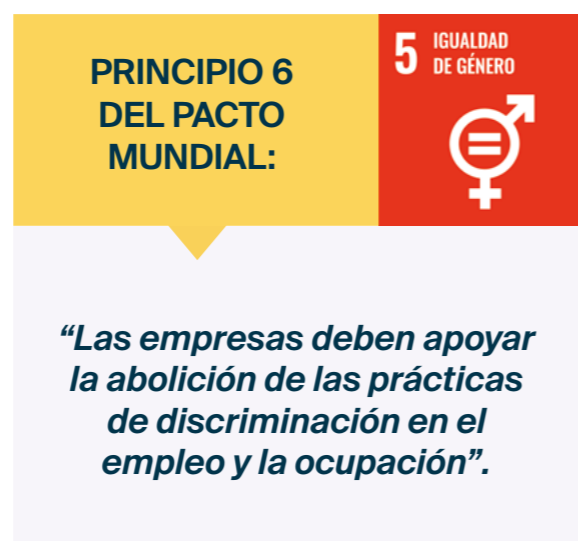 PRINCIPIO 6
DEL PACTO
MUNDIAL:
5 IGUALDAD
DE GÉNERO
“Las empresas deben apoyar
la abolición de las prácticas
de discriminación en el
empleo y la ocupación”.